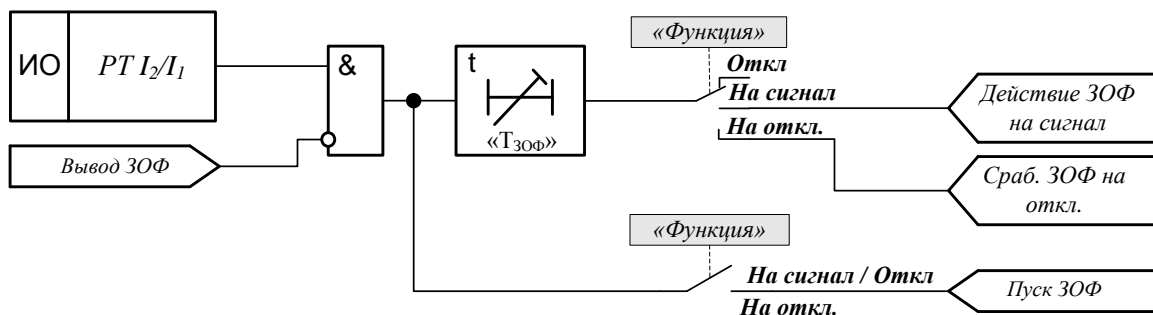 «Функция»
ИО
РТ I₂/I₁
&
t
Откл
На сигнал
На откл.
Действие ЗОФ
на сигнал
«ТЗОФ»
Вывод ЗОФ
Сраб. ЗОФ на
откл.
«Функция»
На сигнал / Откл
На откл.
Пуск ЗОФ